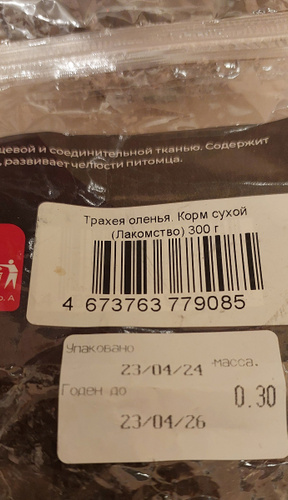 щевой и соединительной тканью. Содержит
, развивает челюсти питомца.
Трахея оленья. Корм сухой
(Лакомство) 300 г
4 673763 779085
Упаковано
23/04/24
масса.
Годен до
0.30
23/04/26